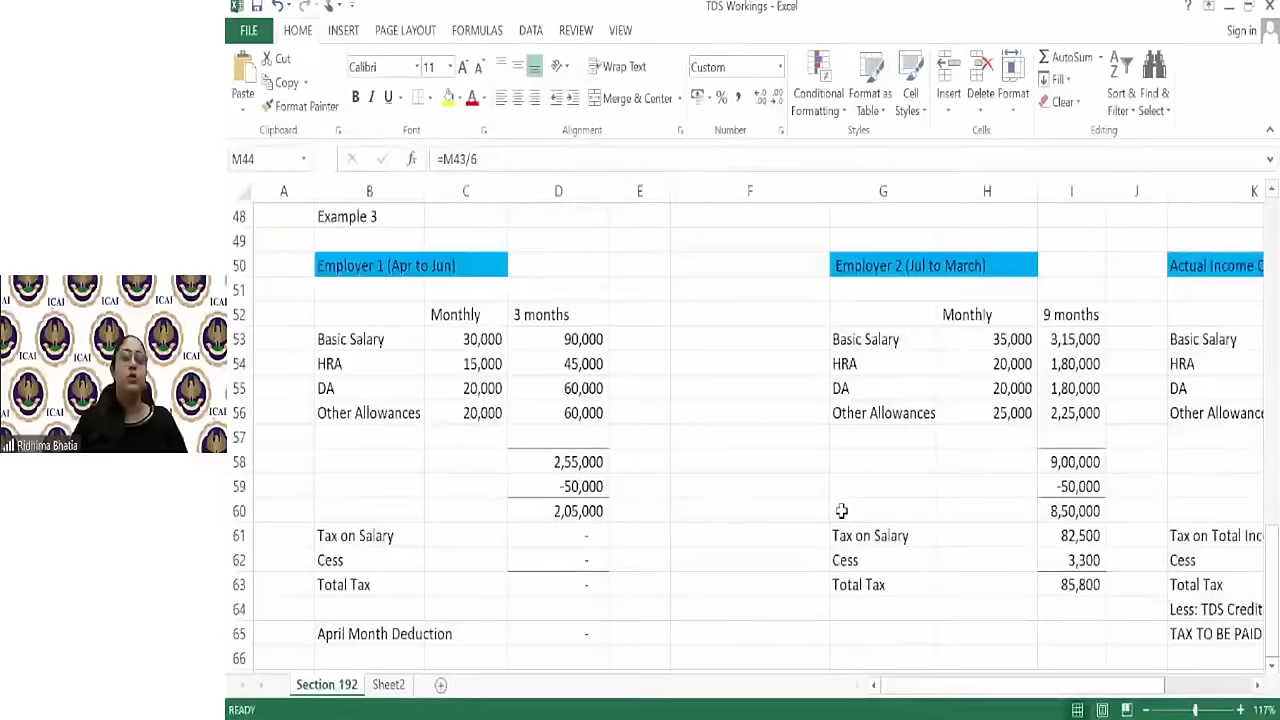 TDS Workings - Excel
Sign in
FILE HOME INSERT PAGE LAYOUT FORMULAS DATA REVIEW VIEW
Paste Cut Copy Format Painter
Calibri 11 A A Wrap Text Custom
B I U A Merge & Center % ,
Conditional Formatting Format as Table Cell Styles Insert Delete Format
AutoSum Fill Clear Sort & Filter Find & Select
Clipboard Font Alignment Number Styles Cells Editing
M44 fx =M43/6
A B C D E F G H I J K
48 Example 3
49
50 Employer 1 (Apr to Jun) Employer 2 (Jul to March) Actual Income
51
52 Monthly 3 months Monthly 9 months
53 Basic Salary 30,000 90,000 Basic Salary 35,000 3,15,000 Basic Salary
54 HRA 15,000 45,000 HRA 20,000 1,80,000 HRA
55 DA 20,000 60,000 DA 20,000 1,80,000 DA
56 Other Allowances 20,000 60,000 Other Allowances 25,000 2,25,000 Other Allowanc
57
58 2,55,000 9,00,000
59 -50,000 -50,000
60 2,05,000 8,50,000
61 Tax on Salary - Tax on Salary 82,500 Tax on Total Inc
62 Cess - Cess 3,300 Cess
63 Total Tax - Total Tax 85,800 Total Tax
64 Less: TDS Credit
65 April Month Deduction - TAX TO BE PAID
66
Section 192 Sheet2
READY 117%
ICAI
ICAI
ICAI
ICAI
ICAI
ICAI
Ridhima Bhatia